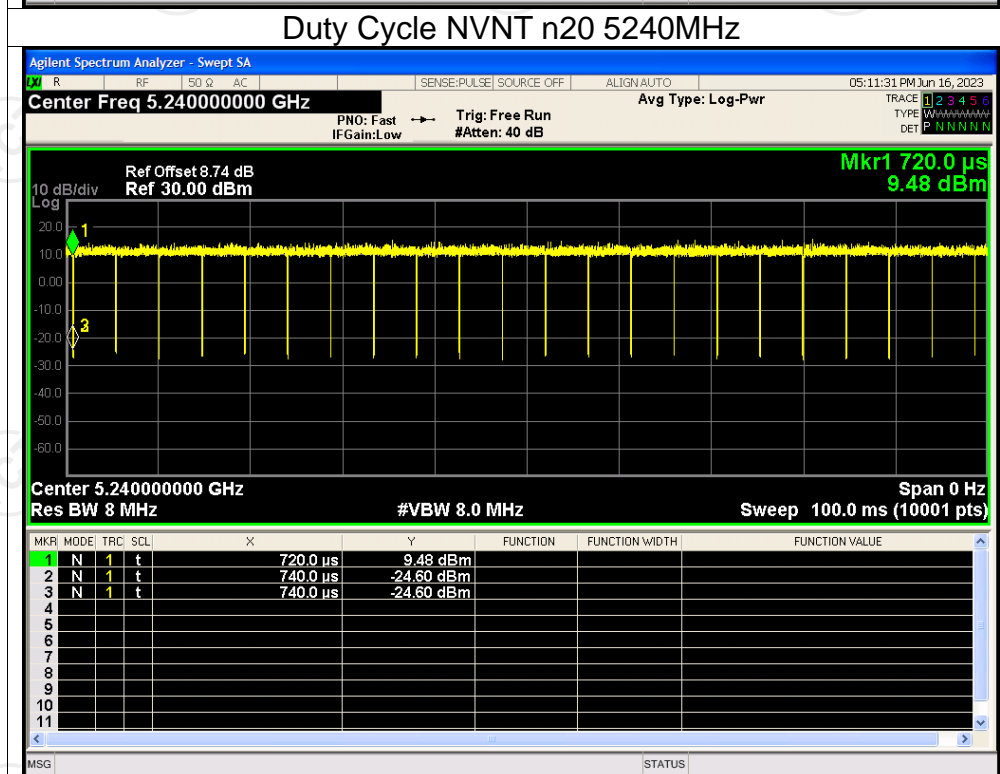 Duty Cycle NVNT n20 5240MHz
Agilent Spectrum Analyzer - Swept SA
LXI R RF 50 Ω AC SENSE:PULSE SOURCE OFF ALIGN AUTO 05:11:31 PM Jun 16, 2023
Center Freq 5.240000000 GHz Avg Type: Log-Pwr TRACE 1 2 3 4 5 6
PNO: Fast Trig: Free Run TYPE WWWWWW
IFGain:Low #Atten: 40 dB DET P N N N N N
Mkr1 720.0 µs
Ref Offset 8.74 dB
10 dB/div Ref 30.00 dBm 9.48 dBm
Log
20.0
1
10.0
0.00
-10.0
3
-20.0
-30.0
-40.0
-50.0
-60.0
Center 5.240000000 GHz Span 0 Hz
Res BW 8 MHz #VBW 8.0 MHz Sweep 100.0 ms (10001 pts)
MKR MODE TRC SCL X Y FUNCTION FUNCTION WIDTH FUNCTION VALUE
1 N 1 t 720.0 µs 9.48 dBm
2 N 1 t 740.0 µs -24.60 dBm
3 N 1 t 740.0 µs -24.60 dBm
4
5
6
7
8
9
10
11
MSG STATUS